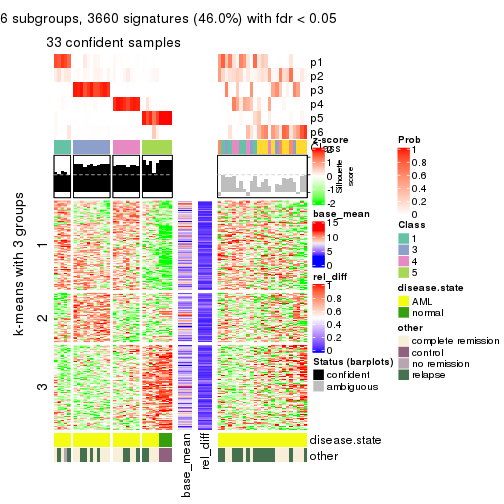 6 subgroups, 3660 signatures (46.0%) with fdr < 0.05
33 confident samples
p1
p2
p3
p4
p5
p6
Class
Silhouette
score
k-means with 3 groups
1
2
3
base_mean
rel_diff
disease.state
other
z-score
2
1
0
-1
-2
base_mean
15
10
5
0
rel_diff
1
0.8
0.6
0.4
0.2
0
Status (barplots)
confident
ambiguous
Prob
1
0.8
0.6
0.4
0.2
0
Class
1
3
4
5
disease.state
AML
normal
other
complete remission
control
no remission
relapse